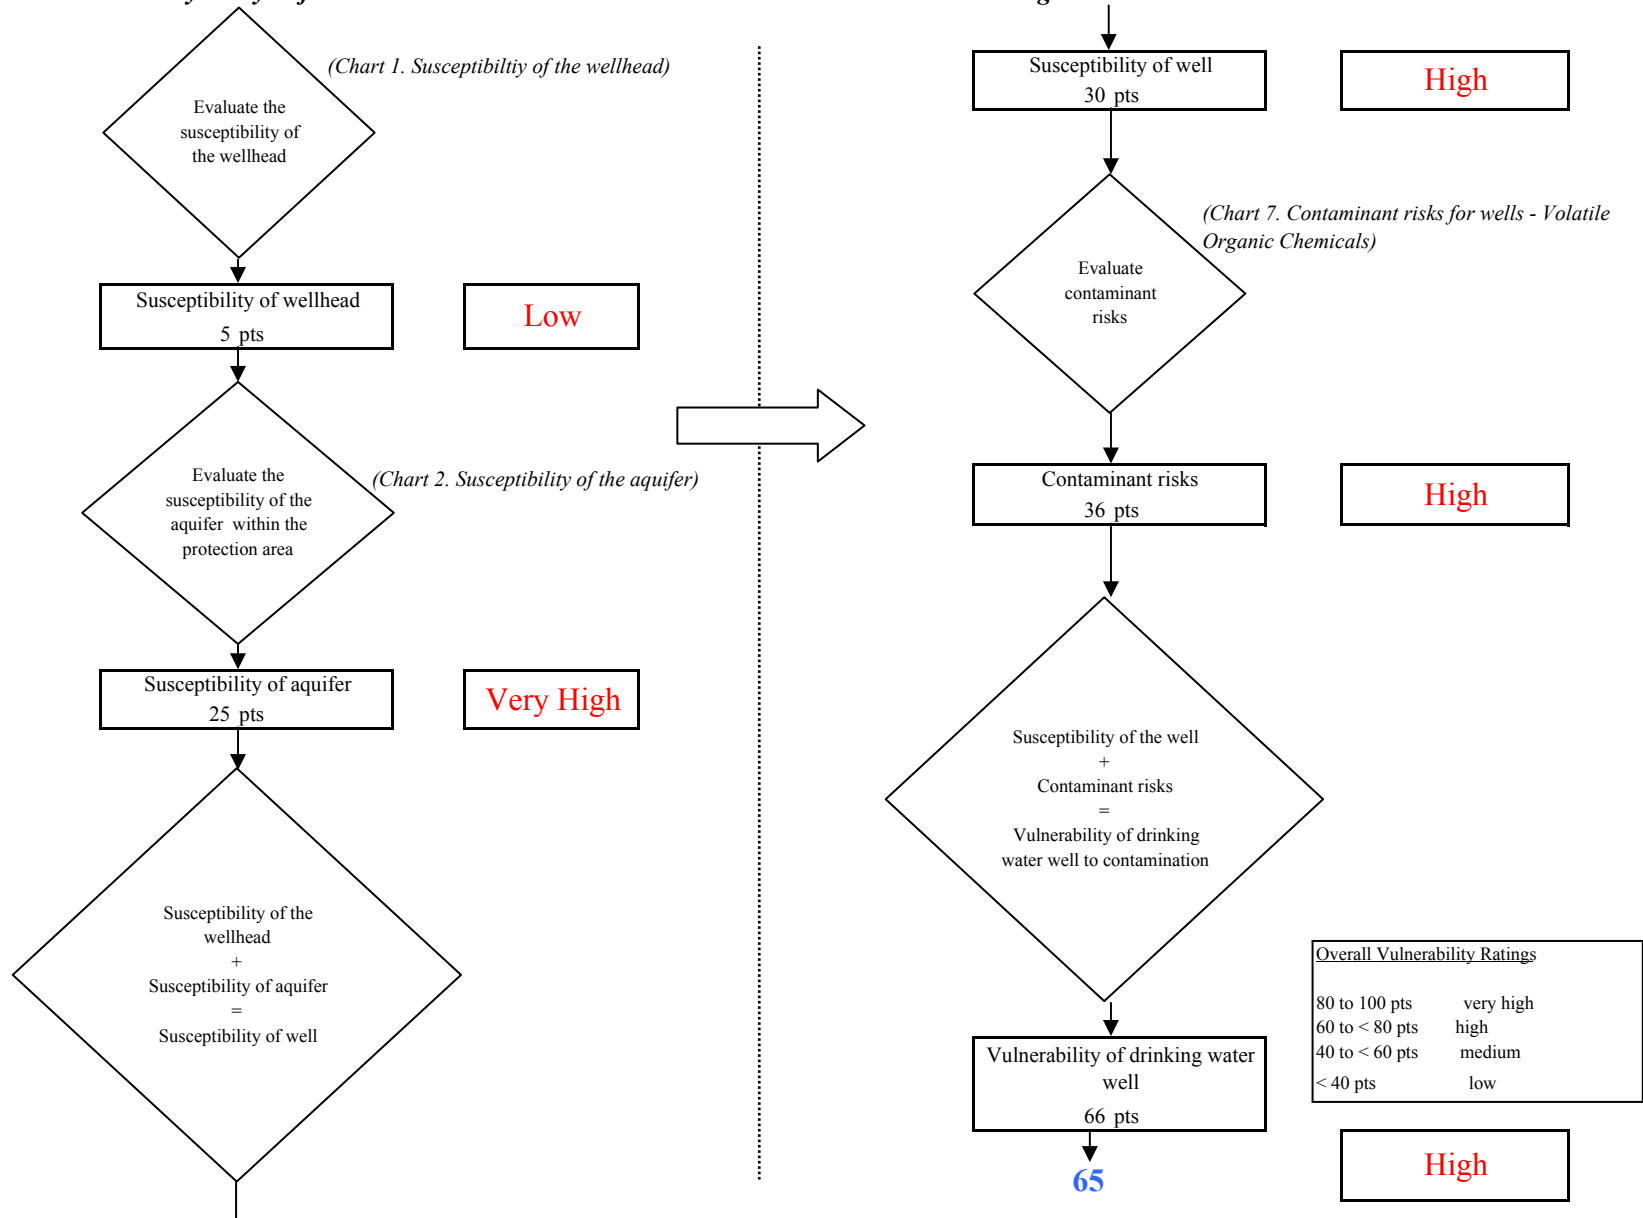 (Chart 1. Susceptibiltiy of the wellhead)
Evaluate the
susceptibility of
the wellhead
Susceptibility of wellhead
5 pts
Low
(Chart 2. Susceptibility of the aquifer)
Evaluate the
susceptibility of the
aquifer within the
protection area
Susceptibility of aquifer
25 pts
Very High
Susceptibility of the
wellhead
+
Susceptibility of aquifer
=
Susceptibility of well
Susceptibility of well
30 pts
High
(Chart 7. Contaminant risks for wells - Volatile
Organic Chemicals)
Evaluate
contaminant
risks
Contaminant risks
36 pts
High
Susceptibility of the well
+
Contaminant risks
=
Vulnerability of drinking
water well to contamination
Overall Vulnerability Ratings
80 to 100 pts very high
60 to < 80 pts high
40 to < 60 pts medium
< 40 pts low
Vulnerability of drinking water
well
66 pts
65
High